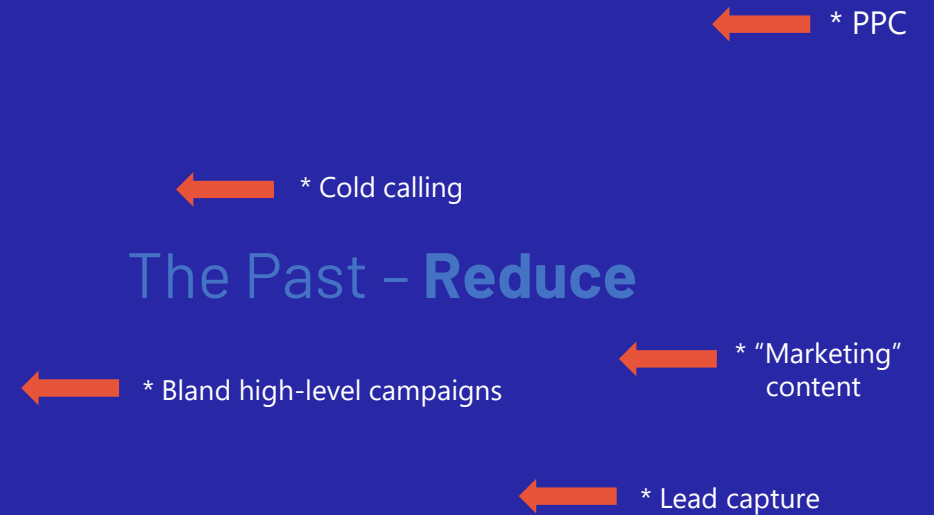 * PPC
* Cold calling
The Past – Reduce
* “Marketing”
content
* Bland high-level campaigns
* Lead capture